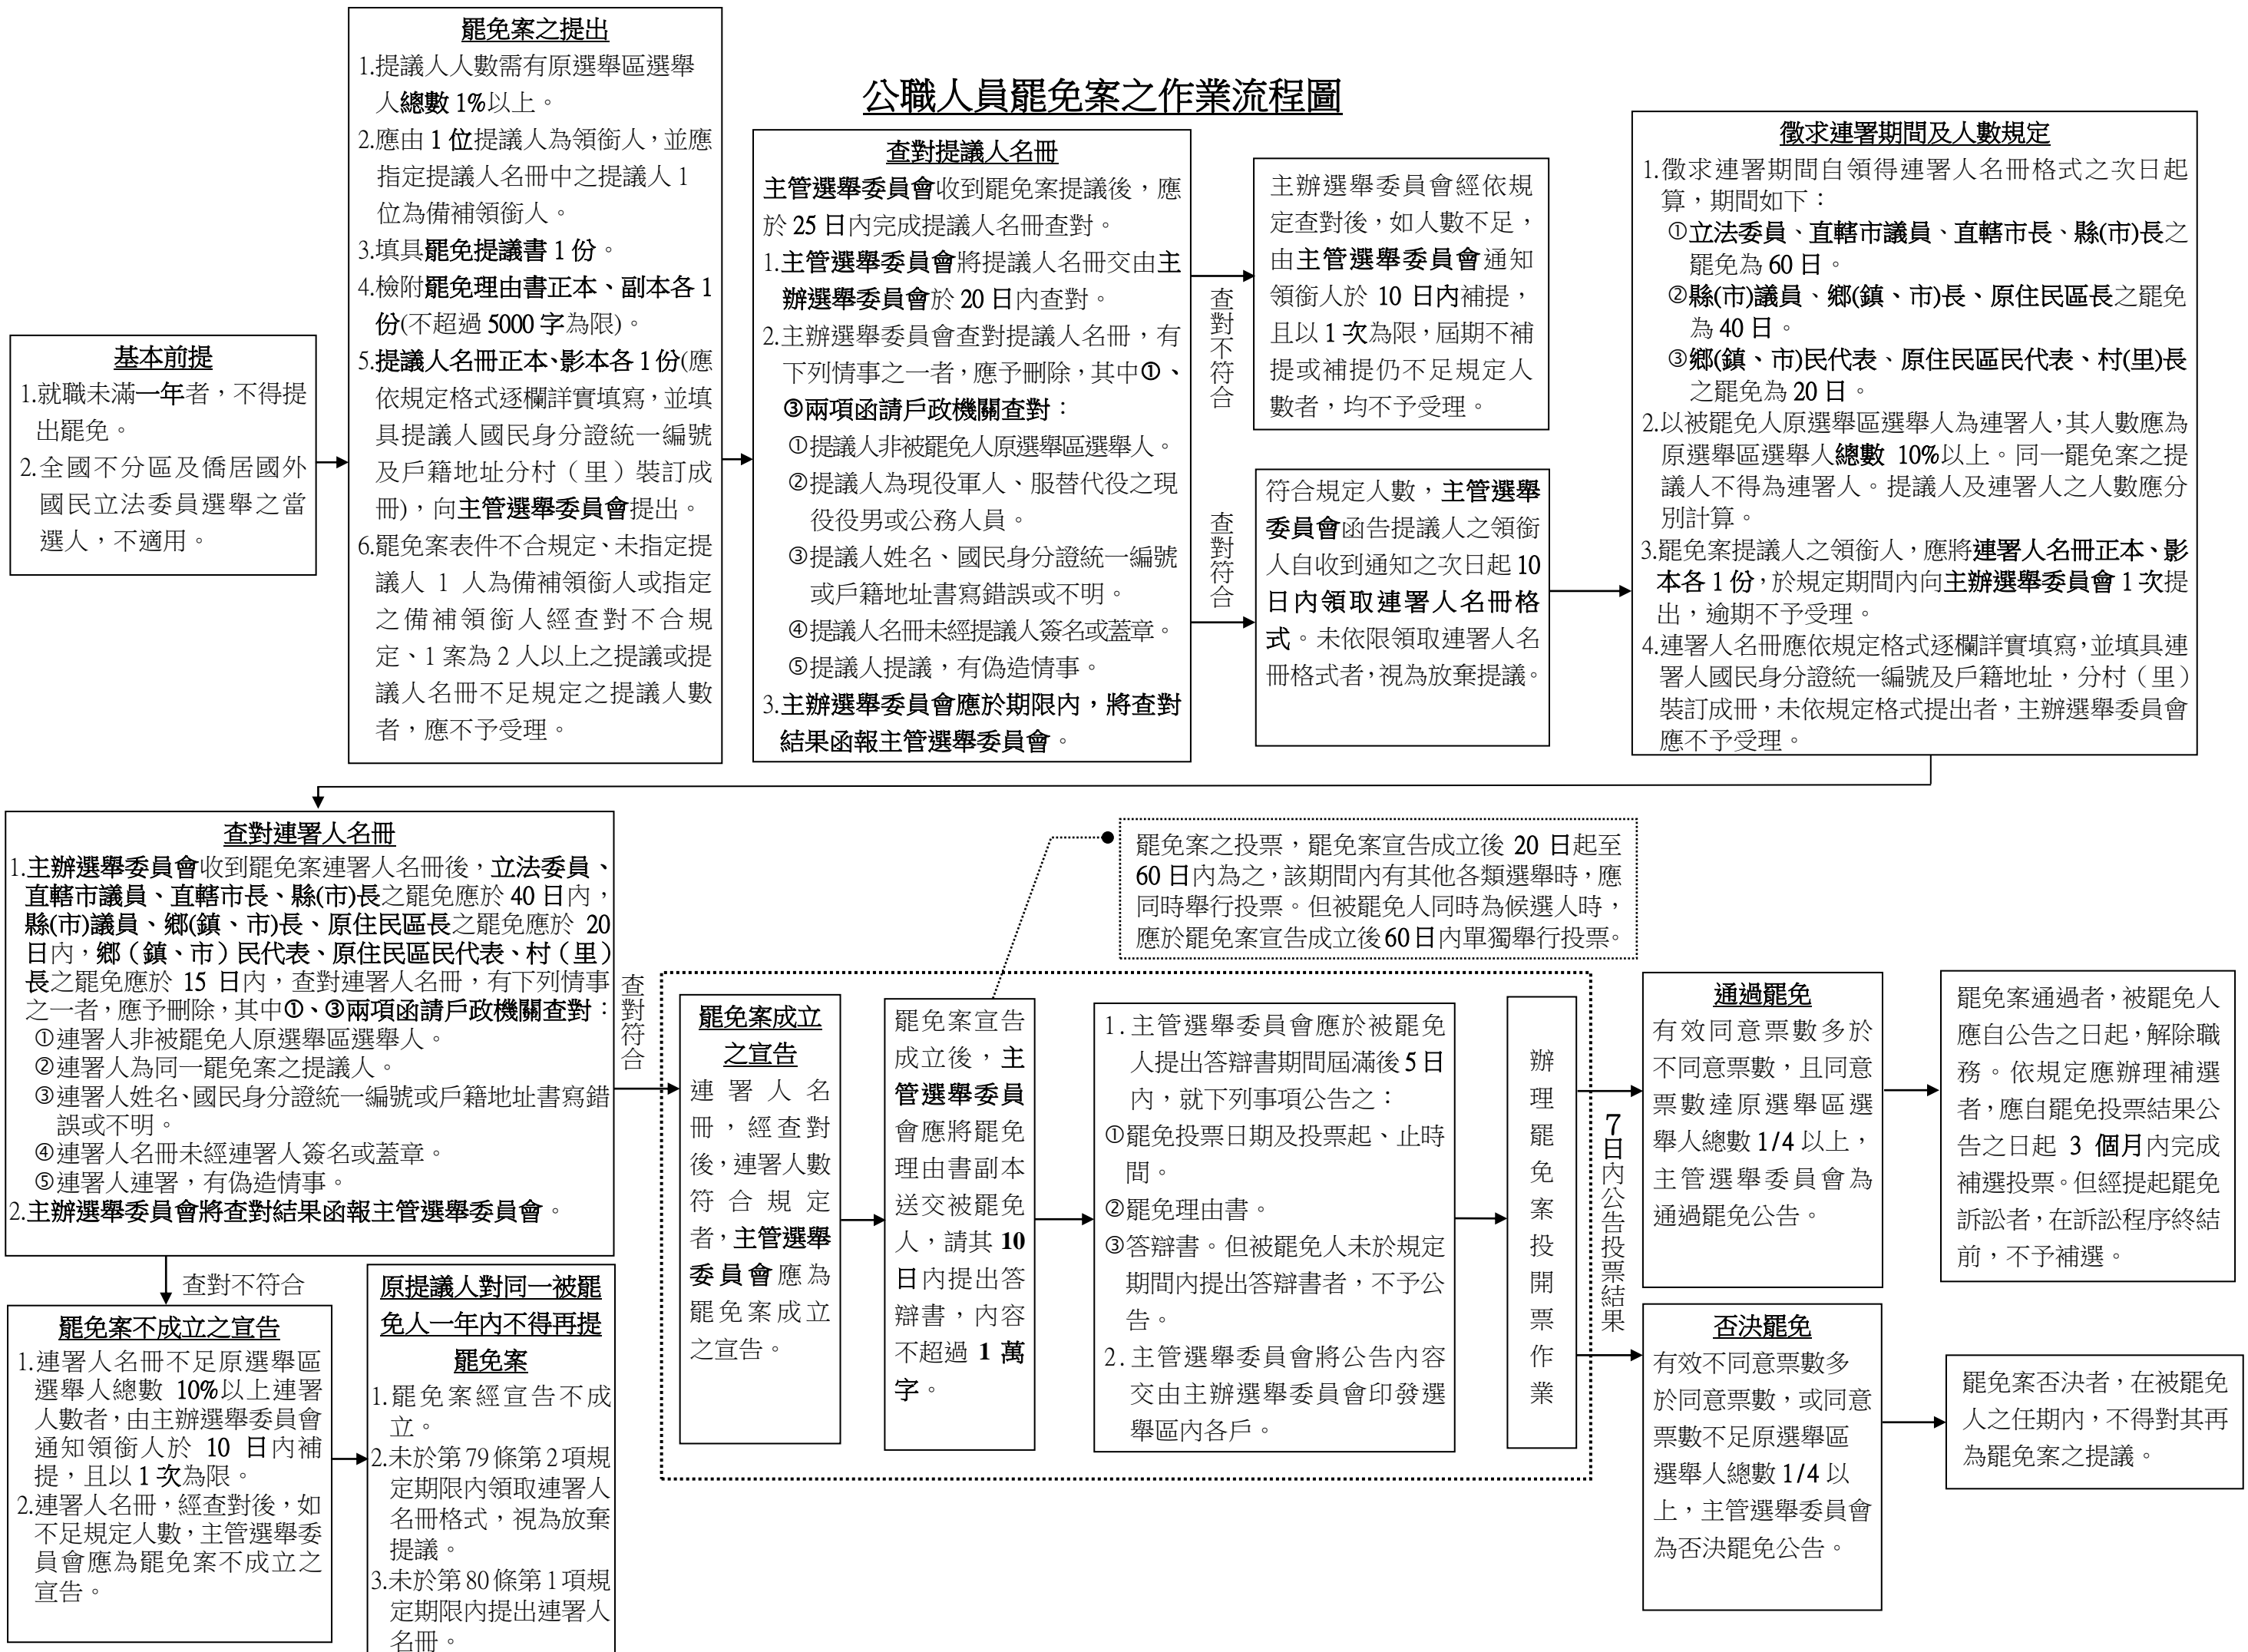 公職人員罷免案之作業流程圖
基本前提
1.就職未滿一年者，不得提
出罷免。
2.全國不分區及僑居國外
國民立法委員選舉之當
選人，不適用。
罷免案之提出
1.提議人人數需有原選舉區選舉
人總數 1%以上。
2.應由 1 位提議人為領銜人，並應
指定提議人名冊中之提議人 1
位為備補領銜人。
3.填具罷免提議書 1 份。
4.檢附罷免理由書正本、副本各 1
份(不超過 5000 字為限)。
5.提議人名冊正本、影本各 1 份(應
依規定格式逐欄詳實填寫，並填
具提議人國民身分證統一編號
及戶籍地址分村（里）裝訂成
冊)，向主管選舉委員會提出。
6.罷免案表件不合規定、未指定提
議人 1 人為備補領銜人或指定
之備補領銜人經查對不合規
定、1 案為 2 人以上之提議或提
議人名冊不足規定之提議人數
者，應不予受理。
查對提議人名冊
主管選舉委員會收到罷免案提議後，應
於 25 日內完成提議人名冊查對。
1.主管選舉委員會將提議人名冊交由主
辦選舉委員會於 20 日內查對。
2.主辦選舉委員會查對提議人名冊，有
下列情事之一者，應予刪除，其中①、
③兩項函請戶政機關查對：
①提議人非被罷免人原選舉區選舉人。
②提議人為現役軍人、服替代役之現
役役男或公務人員。
③提議人姓名、國民身分證統一編號
或戶籍地址書寫錯誤或不明。
④提議人名冊未經提議人簽名或蓋章。
⑤提議人提議，有偽造情事。
3.主辦選舉委員會應於期限內，將查對
結果函報主管選舉委員會。
查對不符合
主辦選舉委員會經依規
定查對後，如人數不足，
由主管選舉委員會通知
領銜人於 10 日內補提，
且以 1 次為限，屆期不補
提或補提仍不足規定人
數者，均不予受理。
查對符合
符合規定人數，主管選舉
委員會函告提議人之領銜
人自收到通知之次日起 10
日內領取連署人名冊格
式。未依限領取連署人名
冊格式者，視為放棄提議。
徵求連署期間及人數規定
1.徵求連署期間自領得連署人名冊格式之次日起
算，期間如下：
①立法委員、直轄市議員、直轄市長、縣(市)長之
罷免為 60 日。
②縣(市)議員、鄉(鎮、市)長、原住民區長之罷免
為 40 日。
③鄉(鎮、市)民代表、原住民區民代表、村(里)長
之罷免為 20 日。
2.以被罷免人原選舉區選舉人為連署人，其人數應為
原選舉區選舉人總數 10%以上。同一罷免案之提
議人不得為連署人。提議人及連署人之人數應分
別計算。
3.罷免案提議人之領銜人，應將連署人名冊正本、影
本各 1 份，於規定期間內向主辦選舉委員會 1 次提
出，逾期不予受理。
4.連署人名冊應依規定格式逐欄詳實填寫，並填具連
署人國民身分證統一編號及戶籍地址，分村（里）
裝訂成冊，未依規定格式提出者，主辦選舉委員會
應不予受理。
查對連署人名冊
1.主辦選舉委員會收到罷免案連署人名冊後，立法委員、
直轄市議員、直轄市長、縣(市)長之罷免應於 40 日內，
縣(市)議員、鄉(鎮、市)長、原住民區長之罷免應於 20
日內，鄉（鎮、市）民代表、原住民區民代表、村（里）
長之罷免應於 15 日內，查對連署人名冊，有下列情事
之一者，應予刪除，其中①、③兩項函請戶政機關查對：
①連署人非被罷免人原選舉區選舉人。
②連署人為同一罷免案之提議人。
③連署人姓名、國民身分證統一編號或戶籍地址書寫錯
誤或不明。
④連署人名冊未經連署人簽名或蓋章。
⑤連署人連署，有偽造情事。
2.主辦選舉委員會將查對結果函報主管選舉委員會。
查對不符合
罷免案不成立之宣告
1.連署人名冊不足原選舉區
選舉人總數 10%以上連署
人數者，由主辦選舉委員會
通知領銜人於 10 日內補
提，且以 1 次為限。
2.連署人名冊，經查對後，如
不足規定人數，主管選舉委
員會應為罷免案不成立之
宣告。
原提議人對同一被罷
免人一年內不得再提
罷免案
1.罷免案經宣告不成
立。
2.未於第 79 條第 2 項規
定期限內領取連署人
名冊格式，視為放棄
提議。
3.未於第 80 條第 1 項規
定期限內提出連署人
名冊。
查對符合
罷免案成立
之宣告
連署人名
冊，經查對
後，連署人數
符合規定
者，主管選舉
委員會應為
罷免案成立
之宣告。
罷免案宣告
成立後，主
管選舉委員
會應將罷免
理由書副本
送交被罷免
人，請其 10
日內提出答
辯書，內容
不超過 1 萬
字。
罷免案之投票，罷免案宣告成立後 20 日起至
60 日內為之，該期間內有其他各類選舉時，應
同時舉行投票。但被罷免人同時為候選人時，
應於罷免案宣告成立後 60 日內單獨舉行投票。
1.主管選舉委員會應於被罷免
人提出答辯書期間屆滿後 5 日
內，就下列事項公告之：
①罷免投票日期及投票起、止時
間。
②罷免理由書。
③答辯書。但被罷免人未於規定
期間內提出答辯書者，不予公
告。
2.主管選舉委員會將公告內容
交由主辦選舉委員會印發選
舉區內各戶。
辦理罷免案投開票作業
7日內公告投票結果
通過罷免
有效同意票數多於
不同意票數，且同意
票數達原選舉區選
舉人總數 1/4 以上，
主管選舉委員會為
通過罷免公告。
罷免案通過者，被罷免人
應自公告之日起，解除職
務。依規定應辦理補選
者，應自罷免投票結果公
告之日起 3 個月內完成
補選投票。但經提起罷免
訴訟者，在訴訟程序終結
前，不予補選。
否決罷免
有效不同意票數多
於同意票數，或同意
票數不足原選舉區
選舉人總數 1/4 以
上，主管選舉委員會
為否決罷免公告。
罷免案否決者，在被罷免
人之任期內，不得對其再
為罷免案之提議。